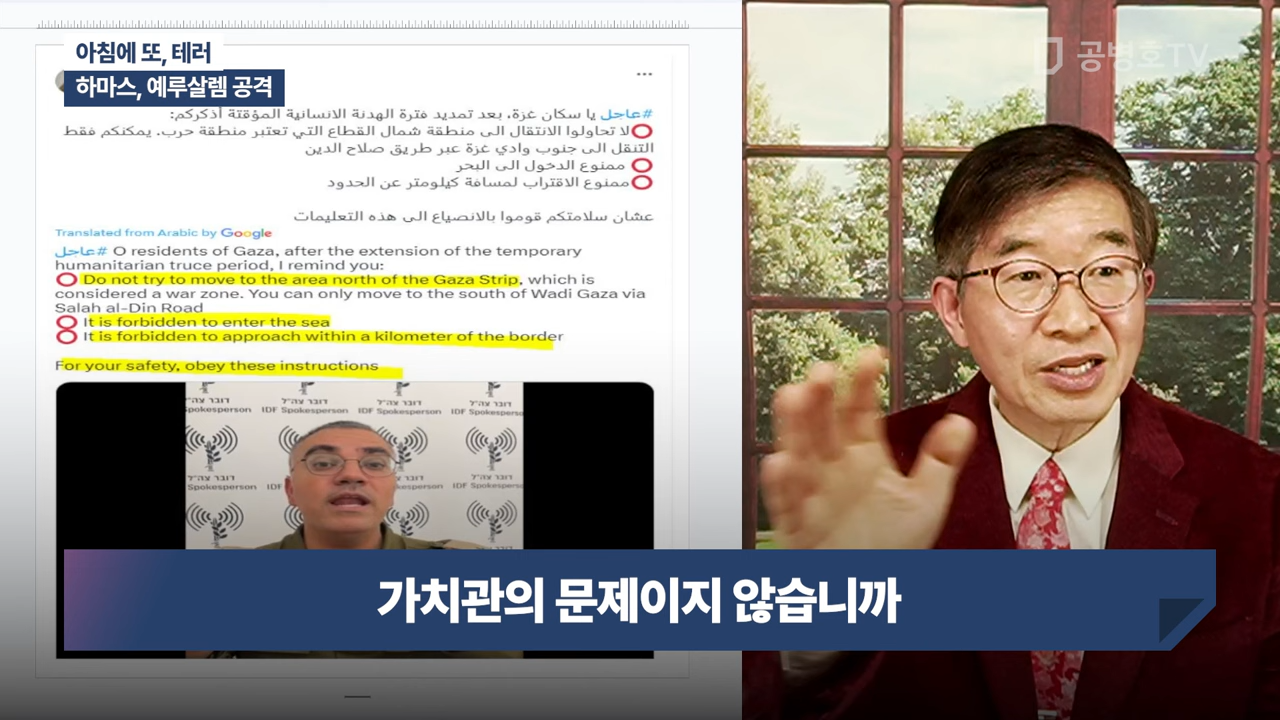 아침에 또, 테러
하마스, 예루살렘 공격
공병호TV
#عاجل يا سكان غزة، بعد تمديد فترة الهدنة الانسانية المؤقتة أذكركم:
⭕لا تحاولوا الانتقال الى منطقة شمال القطاع التي تعتبر منطقة حرب. يمكنكم فقط
التنقل الى جنوب وادي غزة عبر طريق صلاح الدين
⭕ ممنوع الدخول الى البحر
⭕ممنوع الاقتراب لمسافة كيلومتر عن الحدود
عشان سلامتكم قوموا بالانصياع الى هذه التعليمات
Translated from Arabic by Google
#عاجل O residents of Gaza, after the extension of the temporary
humanitarian truce period, I remind you:
⭕ Do not try to move to the area north of the Gaza Strip, which is
considered a war zone. You can only move to the south of Wadi Gaza via
Salah al-Din Road
⭕ It is forbidden to enter the sea
⭕ It is forbidden to approach within a kilometer of the border
For your safety, obey these instructions
דובר צה"ל
IDF Spokesperson
가치관의 문제이지 않습니까